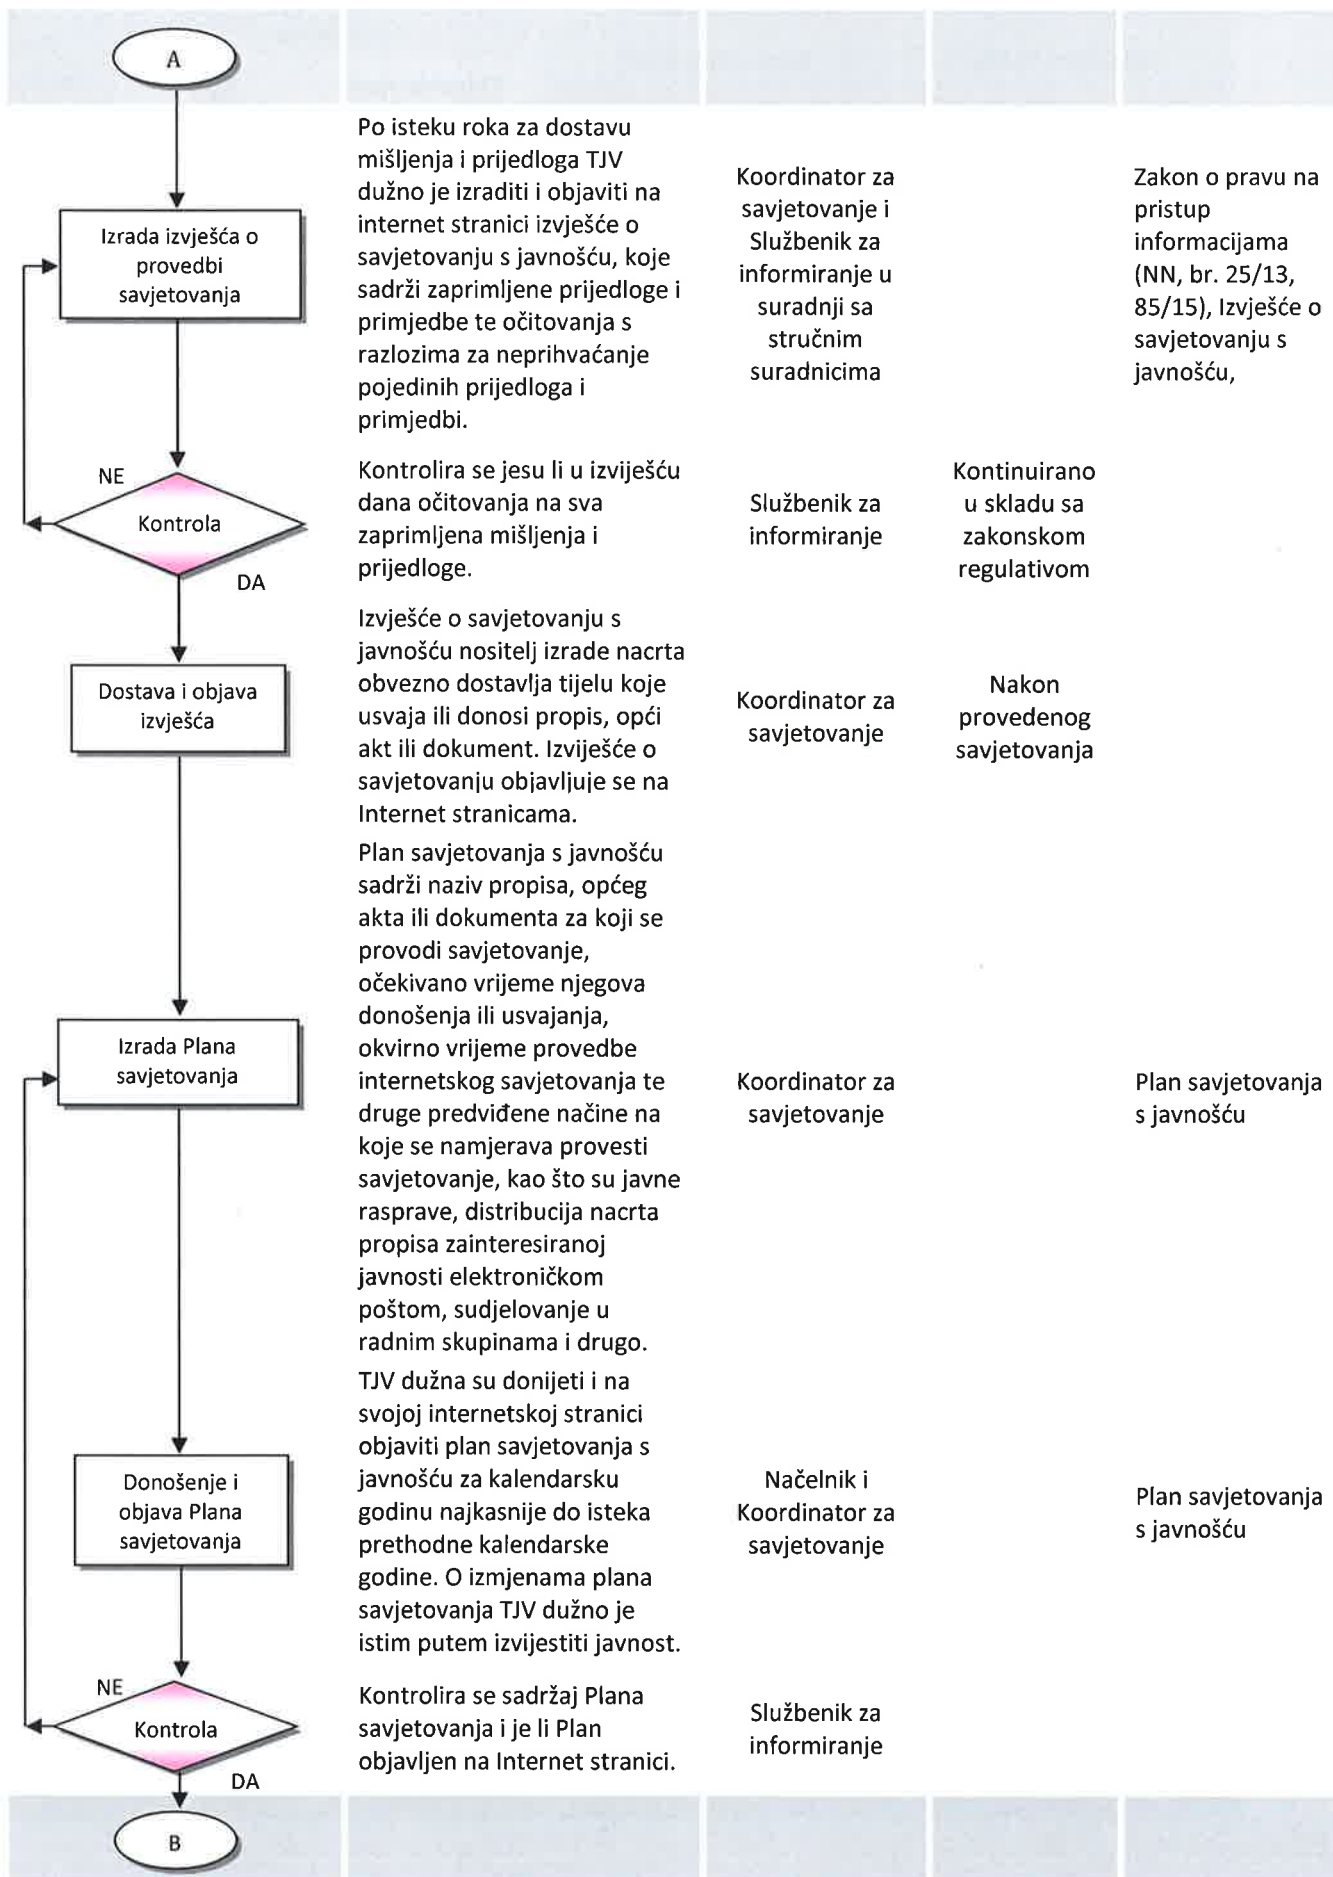 A
Po isteku roka za dostavu
mišljenja i prijedloga TJV
dužno je izraditi i objaviti na
internet stranici izvješće o
savjetovanju s javnošću, koje
sadrži zaprimljene prijedloge i
primjedbe te očitovanja s
razlozima za neprihvaćanje
pojedinih prijedloga i
primjedbi.
Izrada izvješća o
provedbi
savjetovanja
Koordinator za
savjetovanje i
Službenik za
informiranje u
suradnji sa
stručnim
suradnicima
Zakon o pravu na
pristup
informacijama
(NN, br. 25/13,
85/15), Izvješće o
savjetovanju s
javnošću,
NE
Kontrola
DA
Kontrolira se jesu li u izviješću
dana očitovanja na sva
zaprimljena mišljenja i
prijedloge.
Službenik za
informiranje
Kontinuirano
u skladu sa
zakonskom
regulativom
Dostava i objava
izvješća
Izvješće o savjetovanju s
javnošću nositelj izrade nacrta
obvezno dostavlja tijelu koje
usvaja ili donosi propis, opći
akt ili dokument. Izviješće o
savjetovanju objavljuje se na
Internet stranicama.
Koordinator za
savjetovanje
Nakon
provedenog
savjetovanja
Izrada Plana
savjetovanja
Plan savjetovanja s javnošću
sadrži naziv propisa, općeg
akta ili dokumenta za koji se
provodi savjetovanje,
očekivano vrijeme njegova
donošenja ili usvajanja,
okvirno vrijeme provedbe
internetskog savjetovanja te
druge predviđene načine na
koje se namjerava provesti
savjetovanje, kao što su javne
rasprave, distribucija nacrta
propisa zainteresiranoj
javnosti elektroničkom
poštom, sudjelovanje u
radnim skupinama i drugo.
Koordinator za
savjetovanje
Plan savjetovanja
s javnošću
Donošenje i
objava Plana
savjetovanja
TJV dužna su donijeti i na
svojoj internetskoj stranici
objaviti plan savjetovanja s
javnošću za kalendarsku
godinu najkasnije do isteka
prethodne kalendarske
godine. O izmjenama plana
savjetovanja TJV dužno je
istim putem izvijestiti javnost.
Načelnik i
Koordinator za
savjetovanje
Plan savjetovanja
s javnošću
NE
Kontrola
DA
Kontrolira se sadržaj Plana
savjetovanja i je li Plan
objavljen na Internet stranici.
Službenik za
informiranje
B